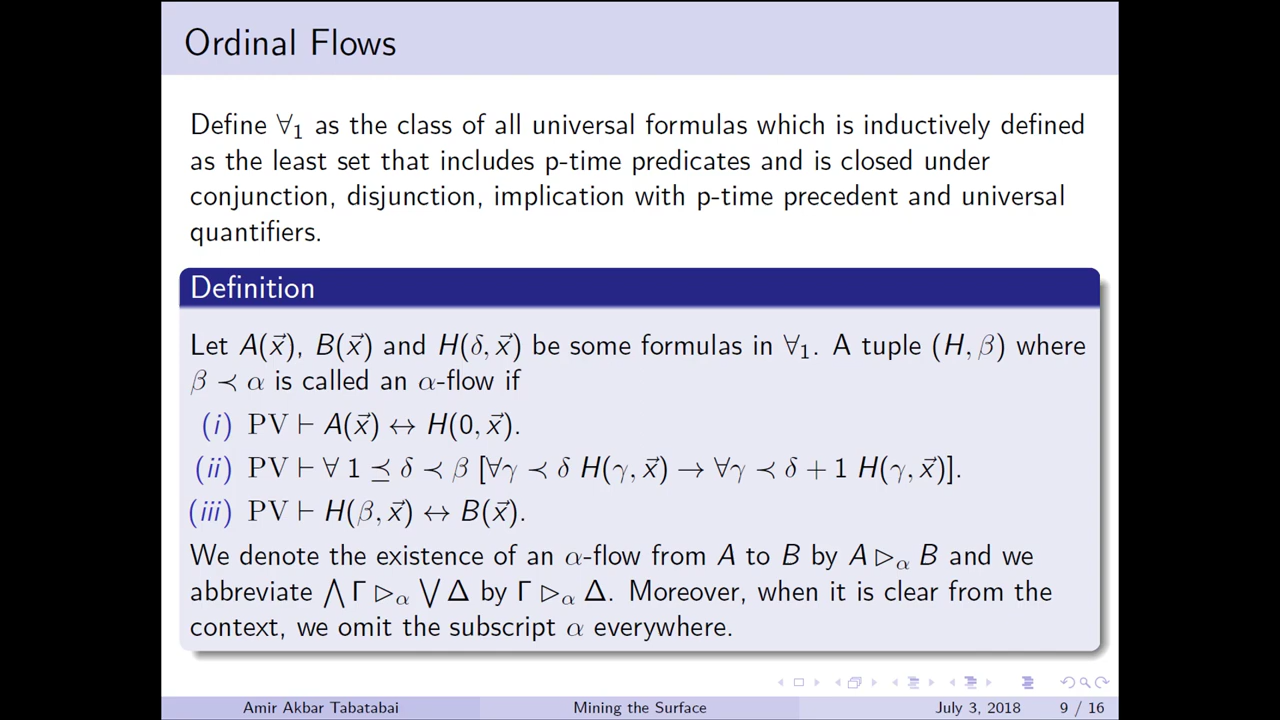 Ordinal Flows
Define ∀₁ as the class of all universal formulas which is inductively defined
as the least set that includes p-time predicates and is closed under
conjunction, disjunction, implication with p-time precedent and universal
quantifiers.
Definition
Let A(x⃗), B(x⃗) and H(δ, x⃗) be some formulas in ∀₁. A tuple (H, β) where
β ≺ α is called an α-flow if
(i) PV ⊢ A(x⃗) ↔ H(0, x⃗).
(ii) PV ⊢ ∀ 1 ⪯ δ ≺ β [∀γ ≺ δ H(γ, x⃗) → ∀γ ≺ δ + 1 H(γ, x⃗)].
(iii) PV ⊢ H(β, x⃗) ↔ B(x⃗).
We denote the existence of an α-flow from A to B by A ▷α B and we
abbreviate ⋀Γ ▷α ⋁Δ by Γ ▷α Δ. Moreover, when it is clear from the
context, we omit the subscript α everywhere.
Amir Akbar Tabatabai Mining the Surface July 3, 2018 9 / 16